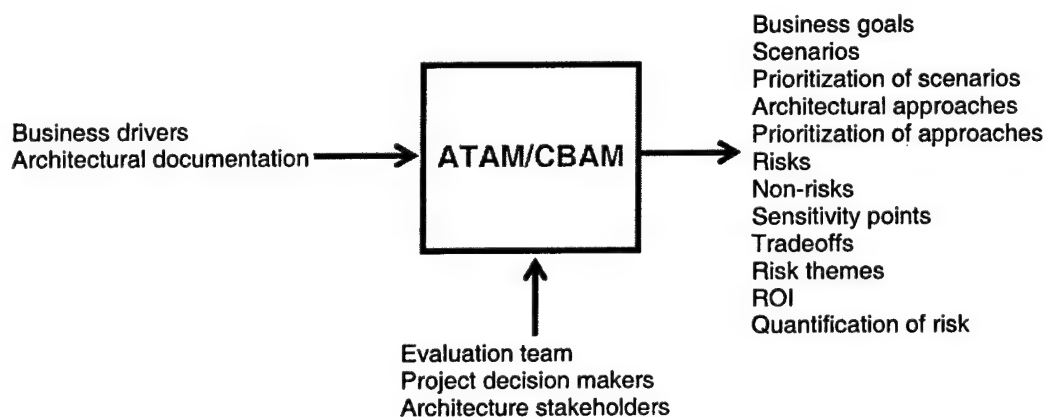 Business drivers
Architectural documentation
ATAM/CBAM
Business goals
Scenarios
Prioritization of scenarios
Architectural approaches
Prioritization of approaches
Risks
Non-risks
Sensitivity points
Tradeoffs
Risk themes
ROI
Quantification of risk
Evaluation team
Project decision makers
Architecture stakeholders